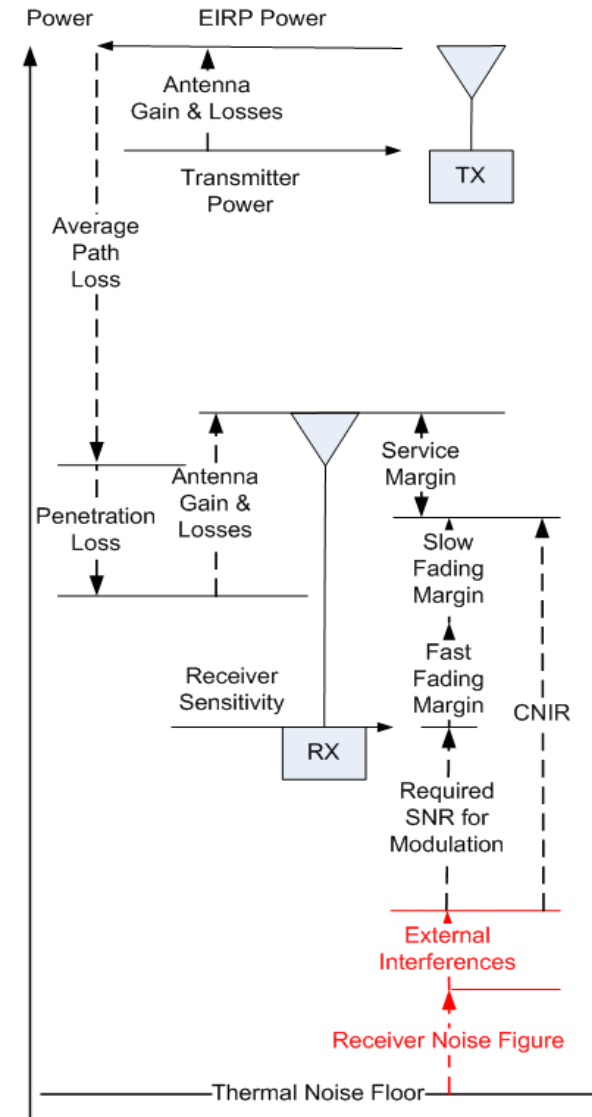 Power
EIRP Power
Antenna
Gain & Losses
TX
Transmitter
Power
Average
Path
Loss
Service
Margin
Antenna
Gain &
Losses
Penetration
Loss
Slow
Fading
Margin
Fast
Fading
Margin
CNIR
Receiver
Sensitivity
RX
Required
SNR for
Modulation
External
Interferences
Receiver Noise Figure
Thermal Noise Floor